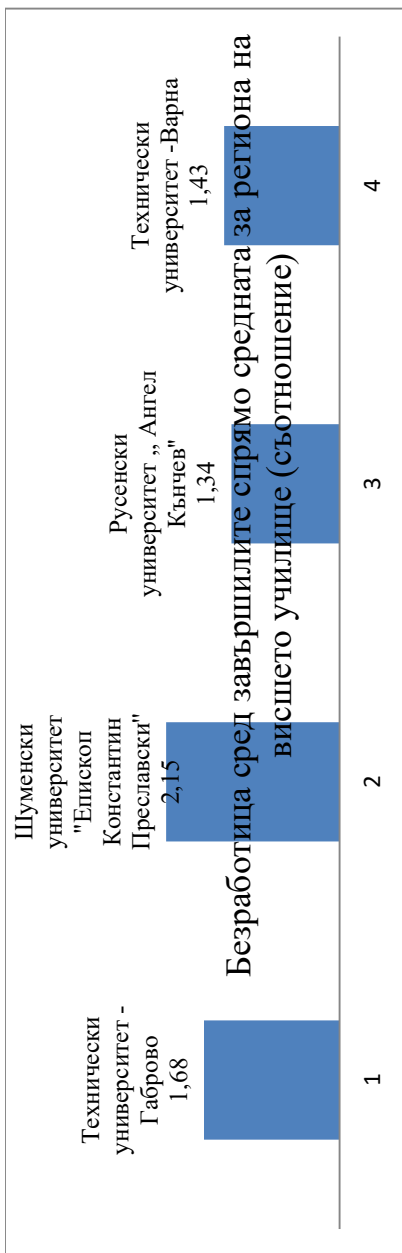 Технически
университет -
Габрово
1,68
Шуменски
университет
"Епископ
Константин
Преславски"
2,15
Русенски
университет ,, Ангел
Кънчев"
1,34
Технически
университет -Варна
1,43
Безработица сред завършилите спрямо средната за региона на
висшето училище (съотношение)
1
2
3
4